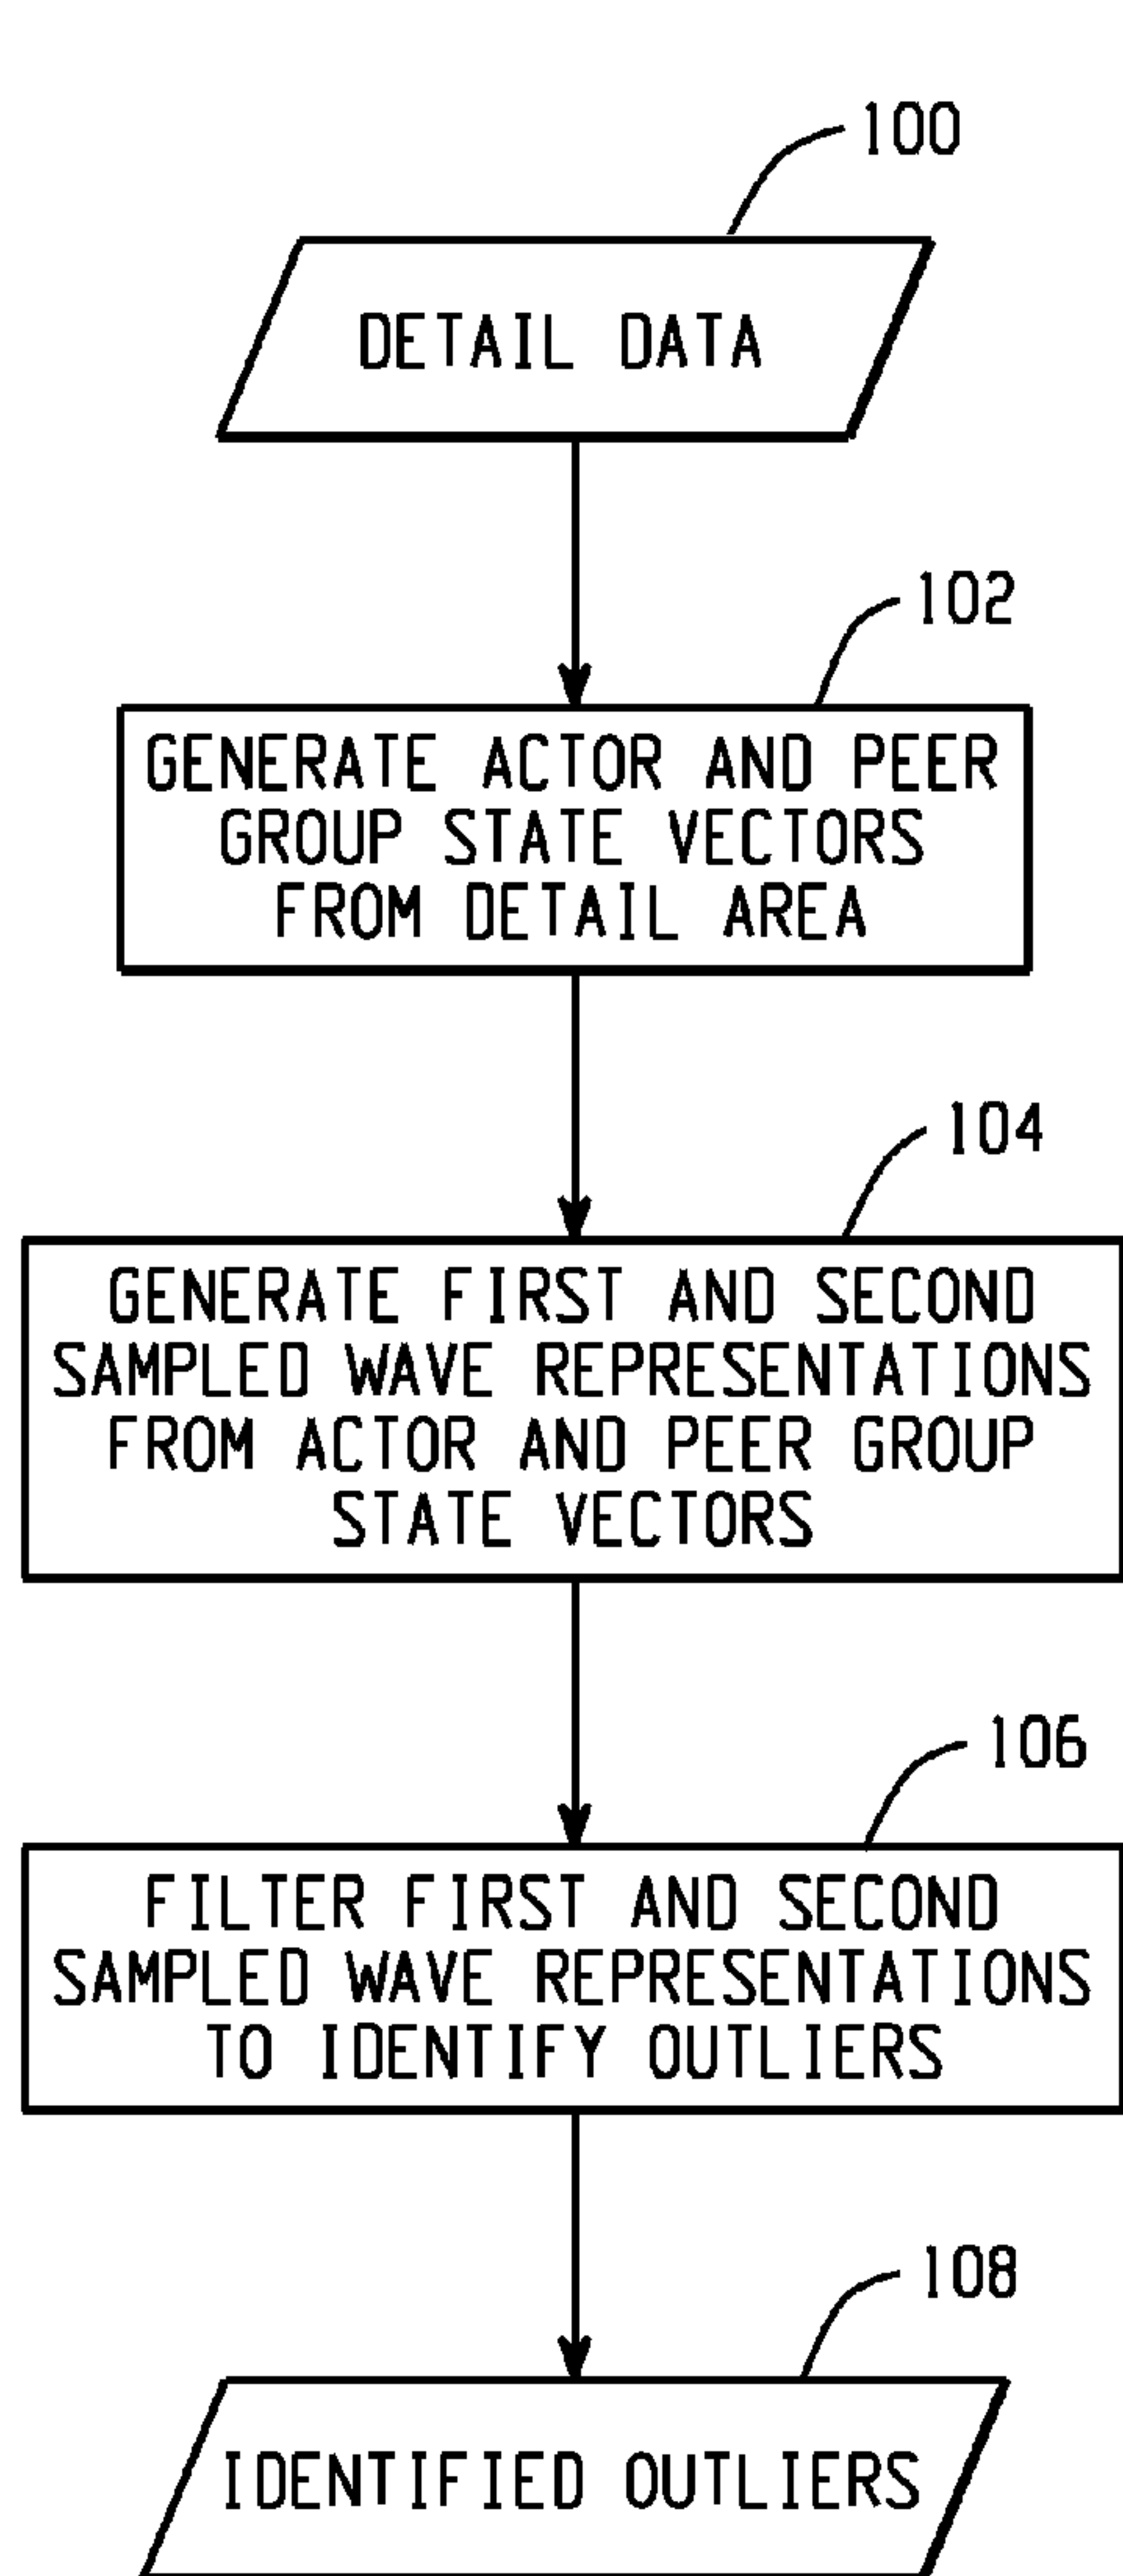 100
DETAIL DATA
102
GENERATE ACTOR AND PEER
GROUP STATE VECTORS
FROM DETAIL AREA
104
GENERATE FIRST AND SECOND
SAMPLED WAVE REPRESENTATIONS
FROM ACTOR AND PEER GROUP
STATE VECTORS
106
FILTER FIRST AND SECOND
SAMPLED WAVE REPRESENTATIONS
TO IDENTIFY OUTLIERS
108
IDENTIFIED OUTLIERS